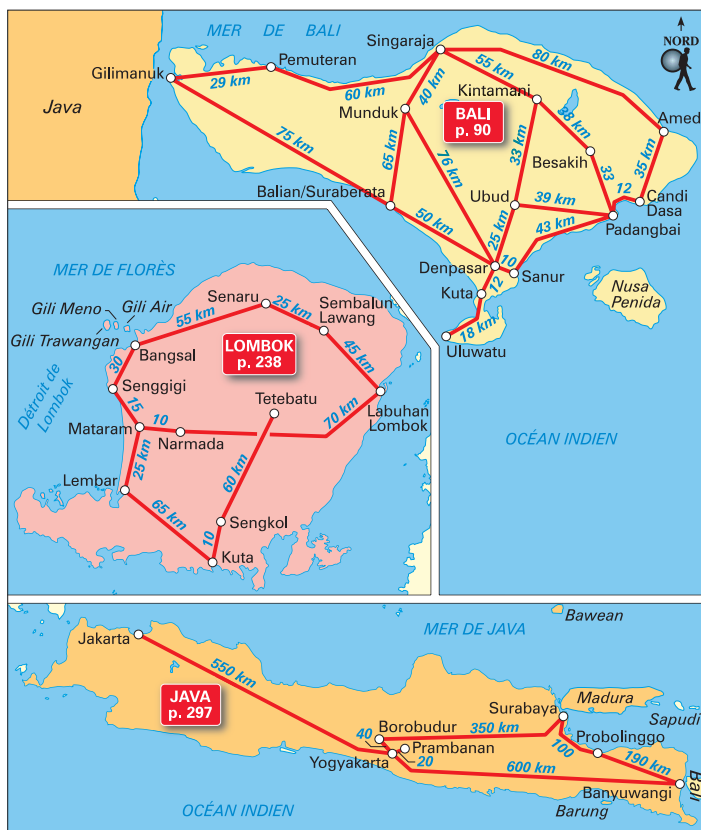 MER DE BALI
NORD
Singaraja
Pemuteran
Gilimanuk
80 km
55 km
29 km
60 km
40 km
Kintamani
Java
Munduk
BALI
p. 90
38 km
Amed
75 km
65 km
76 km
33 km
Besakih
33
35 km
12
Candi
Dasa
Balian/Suraberata
Ubud
39 km
Padangbai
50 km
25 km
43 km
Denpasar
10
Sanur
Kuta
12
Nusa
Penida
18 km
Uluwatu
OCÉAN INDIEN
MER DE FLORÈS
Gili Meno
Gili Air
Gili Trawangan
Senaru
25 km
Sembalun-
Lawang
55 km
Bangsal
LOMBOK
p. 238
45 km
30
Détroit de
Lombok
Senggigi
15
Tetebatu
Labuhan
Lombok
Mataram
10
70 km
Narmada
25 km
60 km
Lembar
65 km
Sengkol
10
Kuta
Bawean
MER DE JAVA
Jakarta
550 km
JAVA
p. 297
Madura
Surabaya
Sapudi
Borobudur
350 km
40
Prambanan
100
Probolinggo
Yogyakarta
20
190 km
600 km
Banyuwangi
Bali
Barung
OCÉAN INDIEN